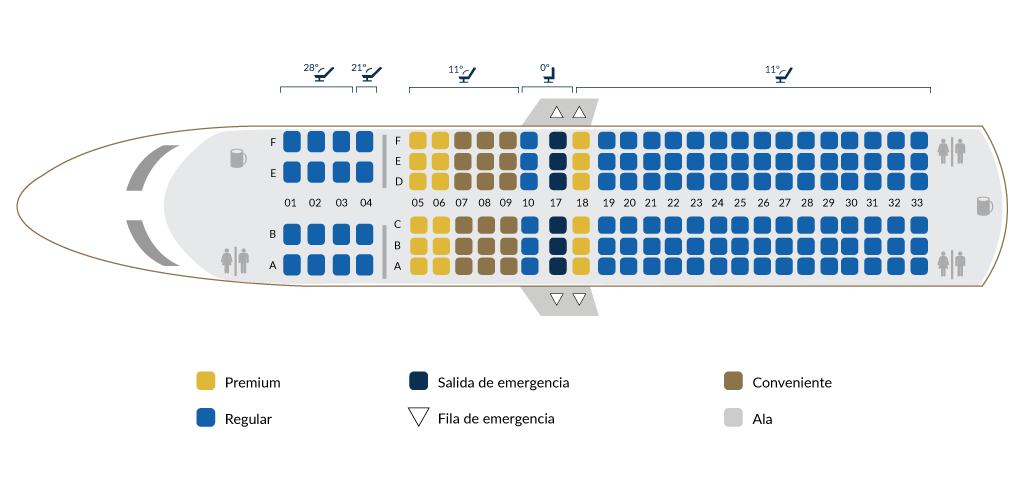 28° 21° 11° 0° 11°
F F
E E
D
01 02 03 04 05 06 07 08 09 10 17 18 19 20 21 22 23 24 25 26 27 28 29 30 31 32 33
C
B B
A A
Premium Salida de emergencia Conveniente
Regular Fila de emergencia Ala